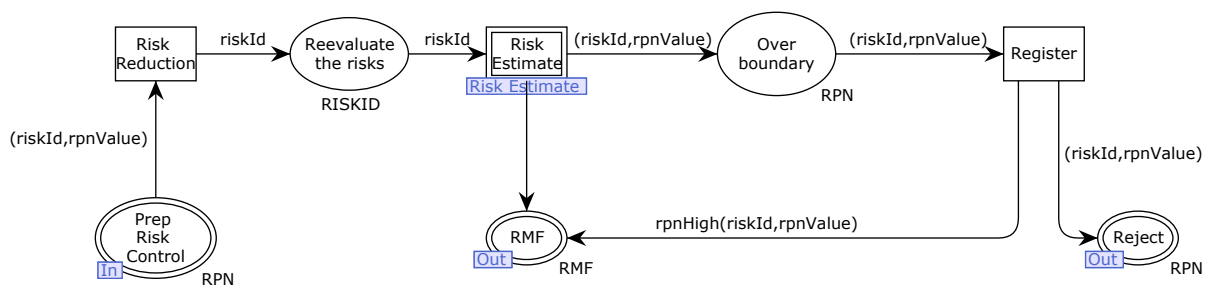 Risk
Reduction
riskId
Reevaluate
the risks
RISKID
riskId
Risk
Estimate
Risk Estimate
(riskId,rpnValue)
Over
boundary
RPN
(riskId,rpnValue)
Register
(riskId,rpnValue)
(riskId,rpnValue)
Prep
Risk
Control
In
RPN
RMF
Out
RMF
rpnHigh(riskId,rpnValue)
Reject
Out
RPN